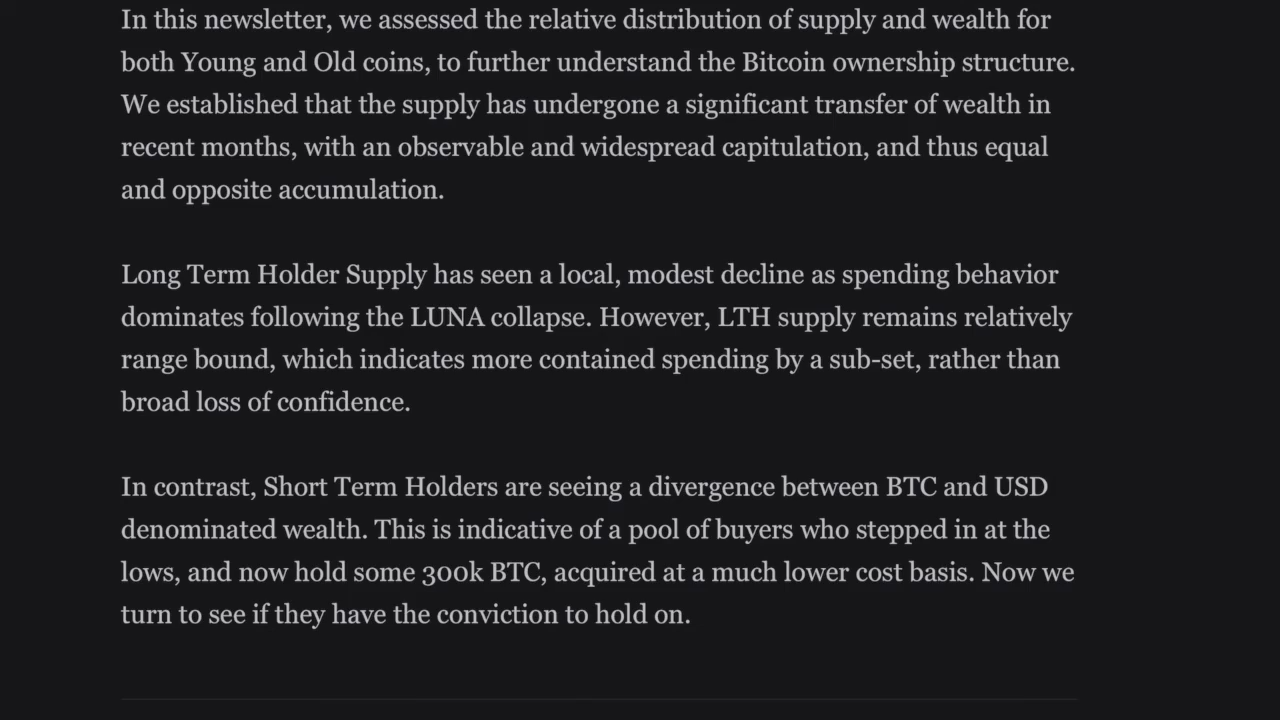 In this newsletter, we assessed the relative distribution of supply and wealth for
both Young and Old coins, to further understand the Bitcoin ownership structure.
We established that the supply has undergone a significant transfer of wealth in
recent months, with an observable and widespread capitulation, and thus equal
and opposite accumulation.
Long Term Holder Supply has seen a local, modest decline as spending behavior
dominates following the LUNA collapse. However, LTH supply remains relatively
range bound, which indicates more contained spending by a sub-set, rather than
broad loss of confidence.
In contrast, Short Term Holders are seeing a divergence between BTC and USD
denominated wealth. This is indicative of a pool of buyers who stepped in at the
lows, and now hold some 300k BTC, acquired at a much lower cost basis. Now we
turn to see if they have the conviction to hold on.